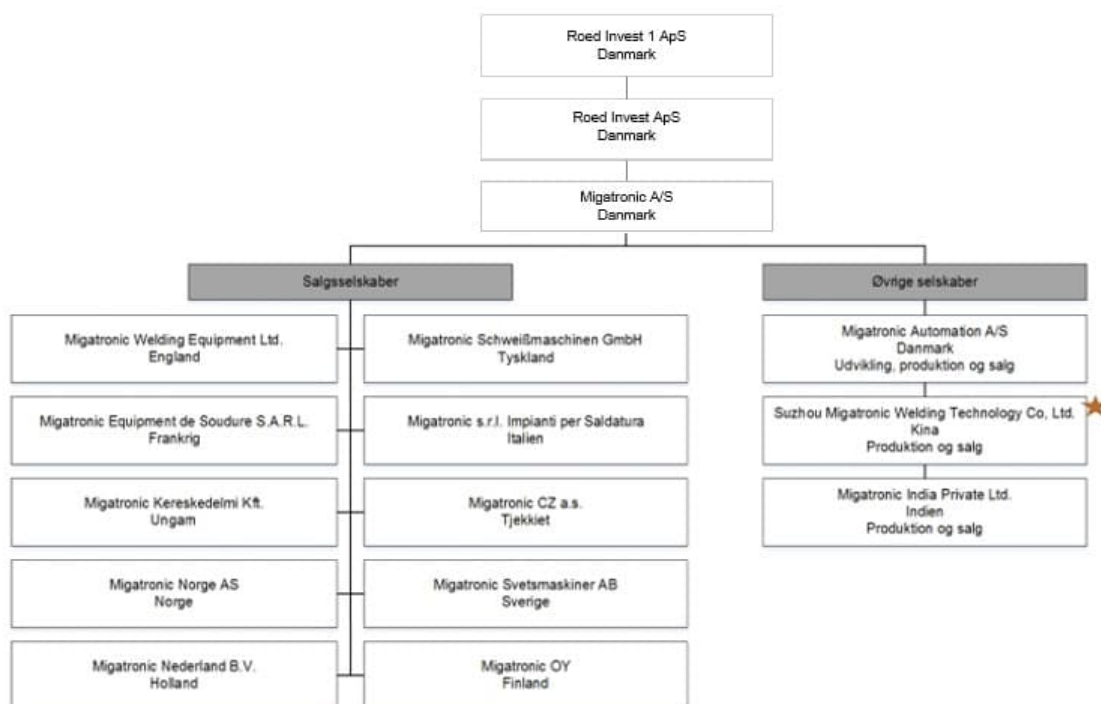 Roed Invest 1 ApS
Danmark
Roed Invest ApS
Danmark
Migatronic A/S
Danmark
Salgsselskaber
Øvrige selskaber
Migatronic Welding Equipment Ltd.
England
Migatronic Schweißmaschinen GmbH
Tyskland
Migatronic Automation A/S
Danmark
Udvikling, produktion og salg
Migatronic Equipment de Soudure S.A.R.L.
Frankrig
Migatronic s.r.l. Impianti per Saldatura
Italien
Suzhou Migatronic Welding Technology Co, Ltd.
Kina
Produktion og salg
Migatronic Kereskedelmi Kft.
Ungarn
Migatronic CZ a.s.
Tjekkiet
Migatronic India Private Ltd.
Indien
Produktion og salg
Migatronic Norge AS
Norge
Migatronic Svetsmaskiner AB
Sverige
Migatronic Nederland B.V.
Holland
Migatronic OY
Finland